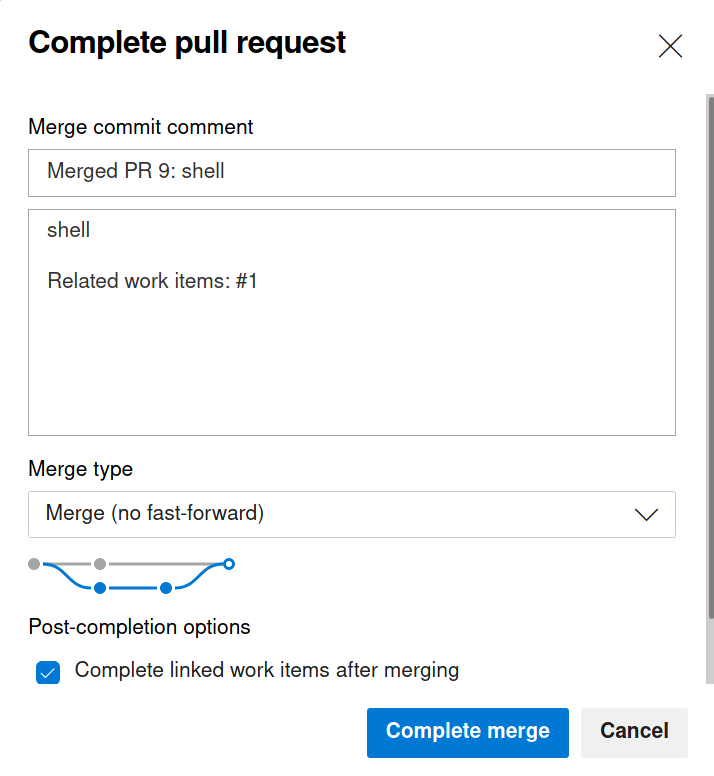 Complete pull request
Merge commit comment
Merged PR 9: shell
shell
Related work items: #1
Merge type
Merge (no fast-forward)
Post-completion options
Complete linked work items after merging
Complete merge
Cancel